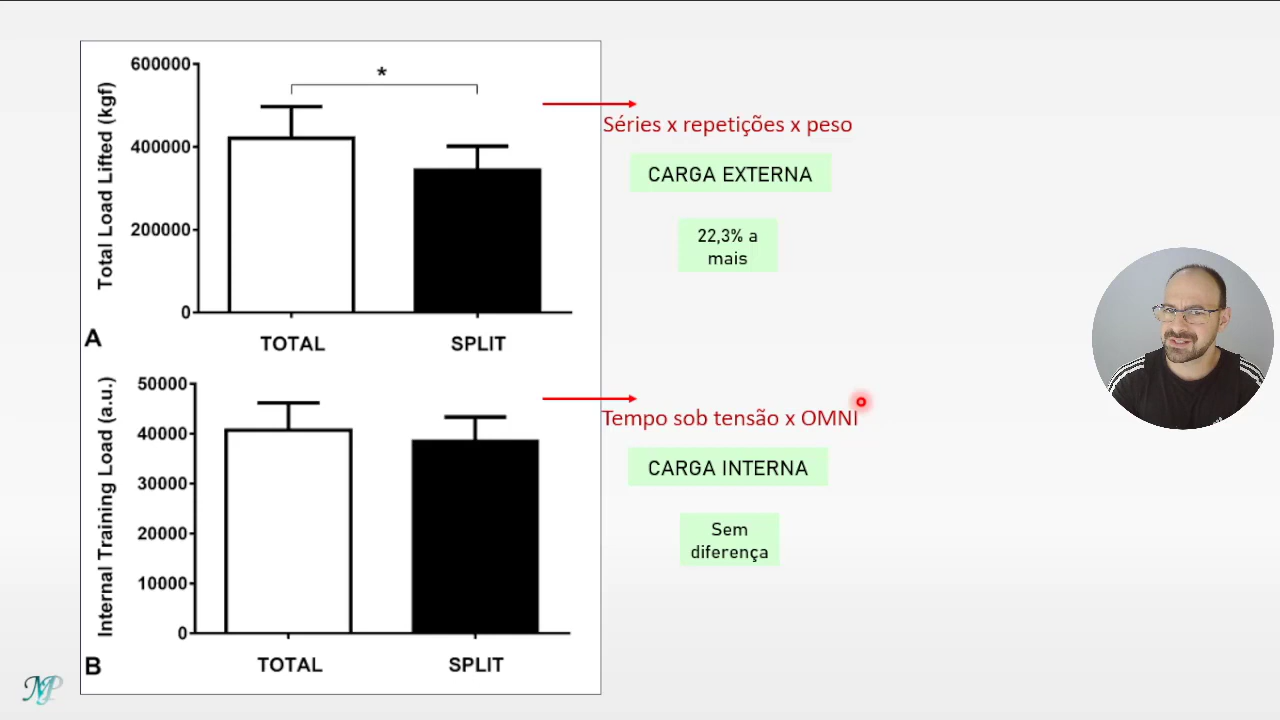 600000
*
Total Load Lifted (kgf)
400000
200000
0
TOTAL
SPLIT
A
Séries x repetições x peso
CARGA EXTERNA
22,3% a
mais
50000
Internal Training Load (a.u.)
40000
30000
20000
10000
0
TOTAL
SPLIT
B
Tempo sob tensão x OMNI
CARGA INTERNA
Sem
diferença
MP